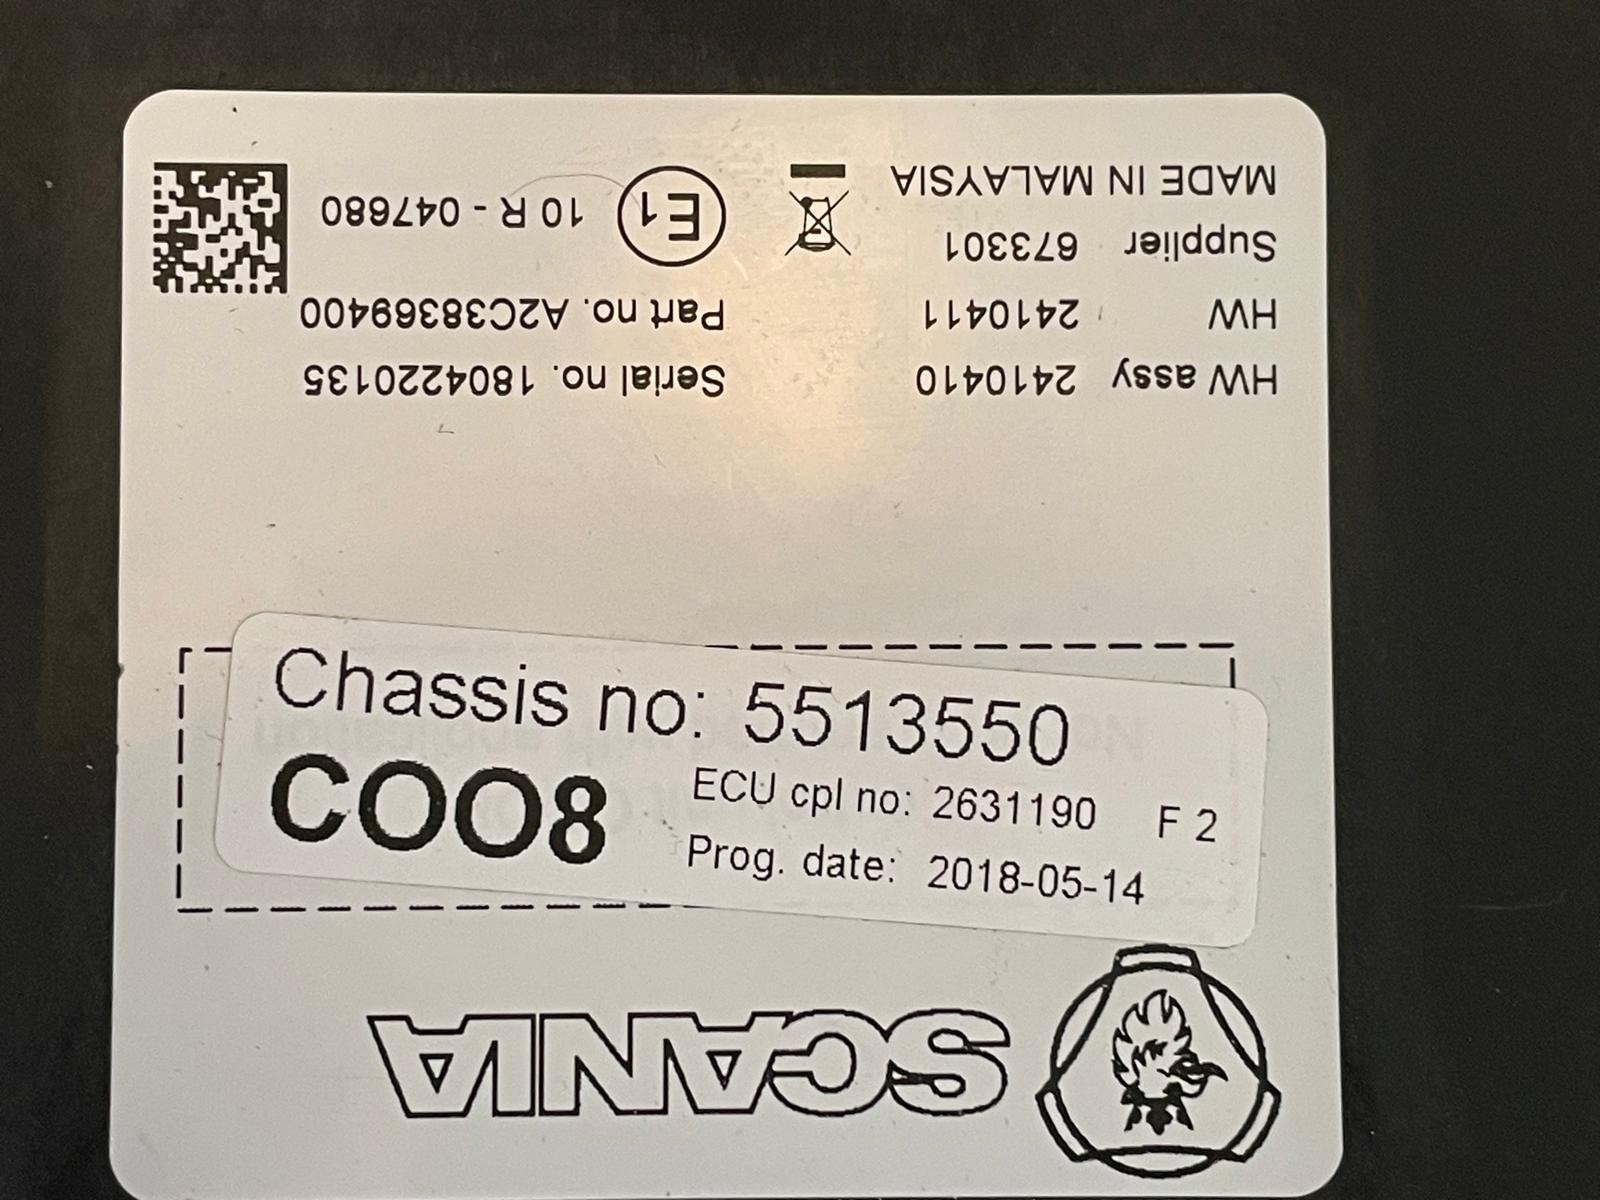 Chassis no: 5513550
COO8
ECU cpl no: 2631190 F 2
Prog. date: 2018-05-14
SCANIA
HW assy 2410410
Serial no. 1804220135
HW 2410411
Part no. A2C38369400
Supplier 673301
MADE IN MALAYSIA
E1
10 R - 047680